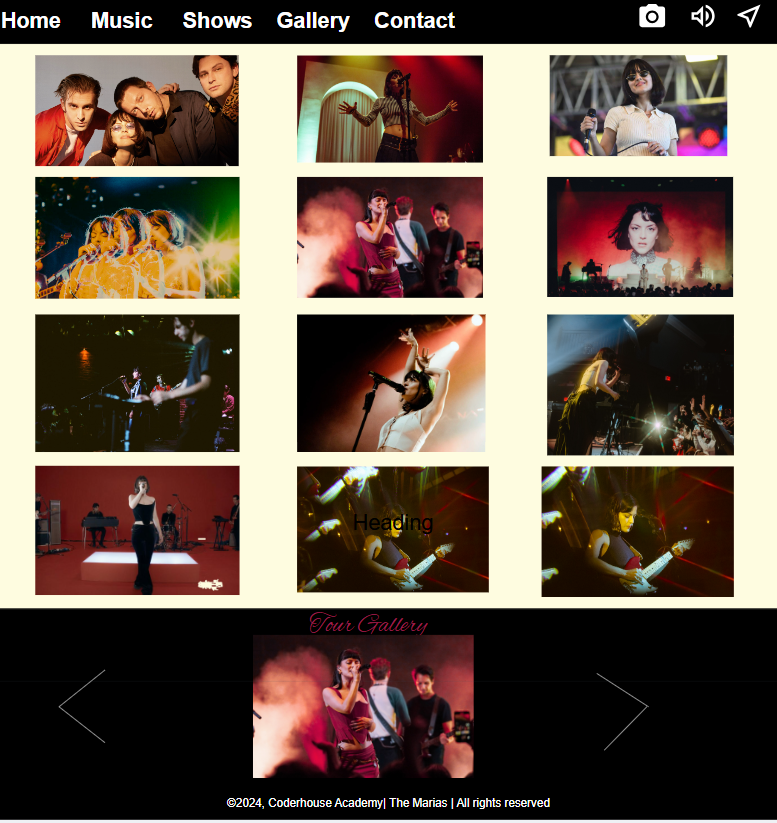 Home Music Shows Gallery Contact
Heading
Tour Gallery
©2024, Coderhouse Academy| The Marias | All rights reserved